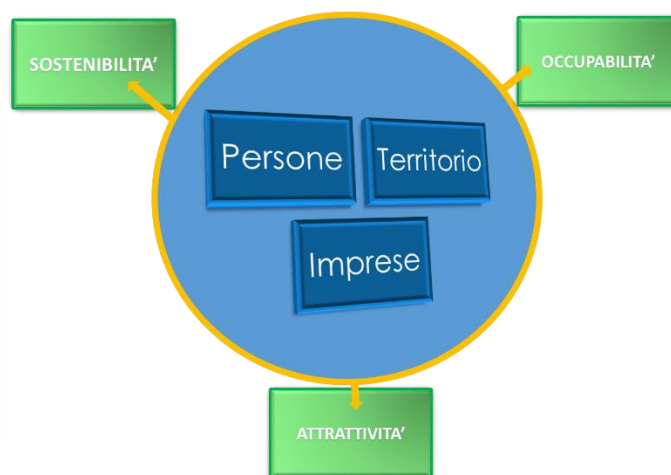 SOSTENIBILITA’
OCCUPABILITA’
Persone
Territorio
Imprese
ATTRATTIVITA’